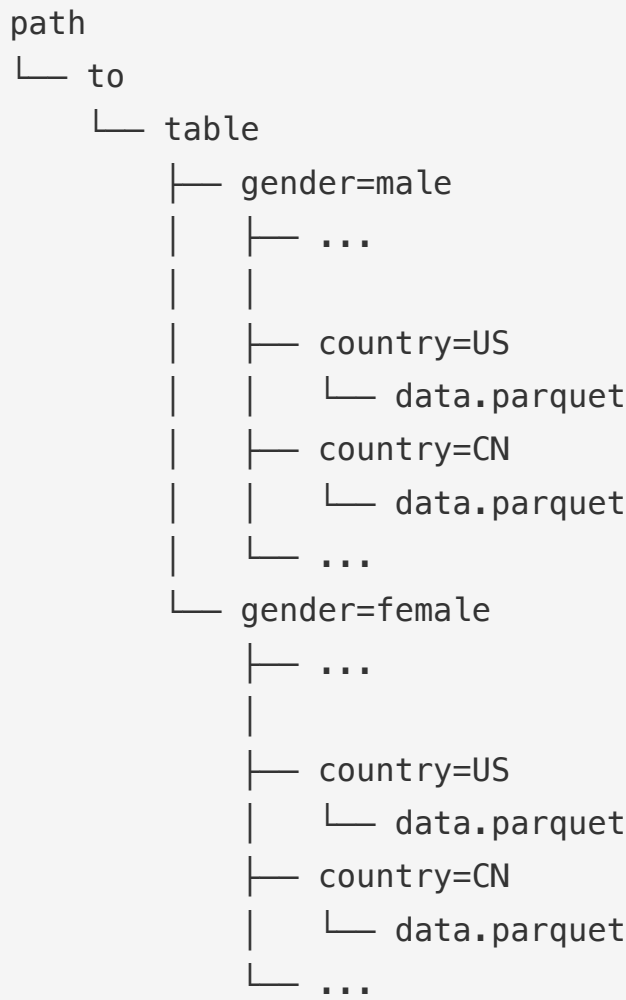 path
└── to
    └── table
        ├── gender=male
        │   ├── ...
        │   │
        │   ├── country=US
        │   │   └── data.parquet
        │   ├── country=CN
        │   │   └── data.parquet
        │   └── ...
        └── gender=female
            ├── ...
            │
            ├── country=US
            │   └── data.parquet
            ├── country=CN
            │   └── data.parquet
            └── ...